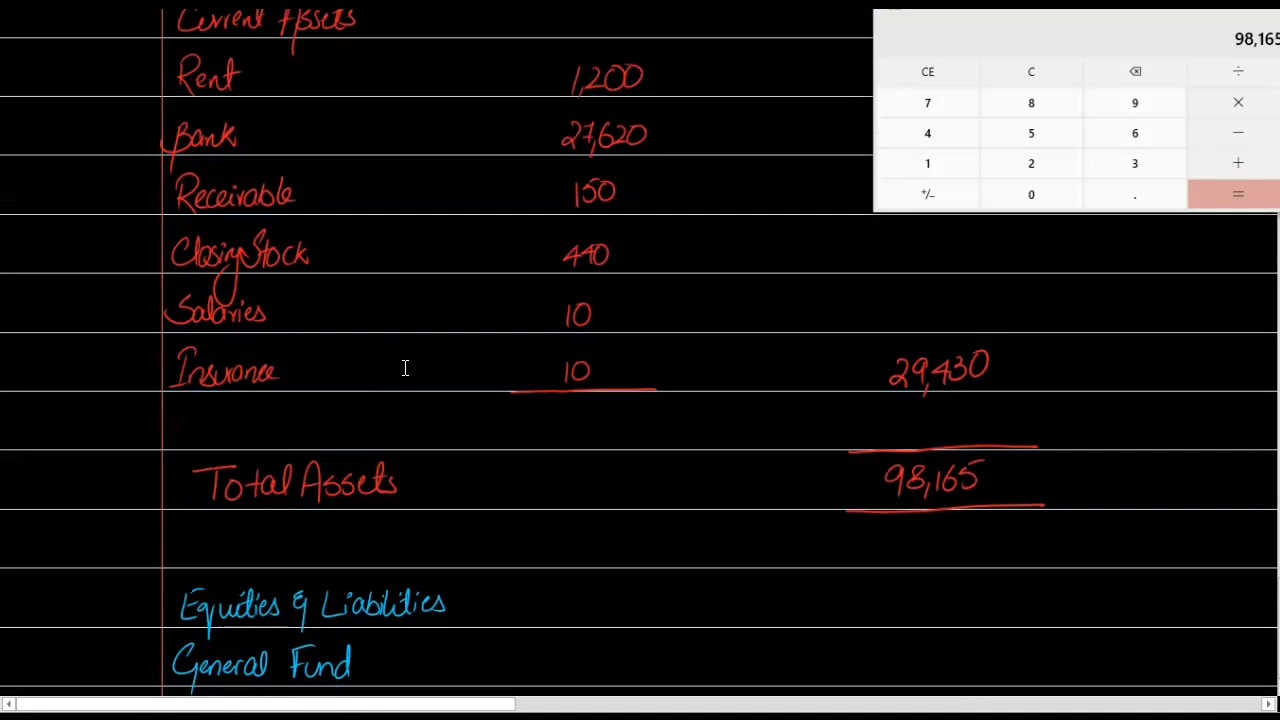 Current Assets
98,165
Rent 1,200
CE C ⌫ ÷
7 8 9 ×
Bank 27,620
4 5 6 −
1 2 3 +
Receivable 150
+/− 0 . =
Closing Stock 440
Salaries 10
Insurance 10 29,430
Total Assets 98,165
Equities & Liabilities
General Fund